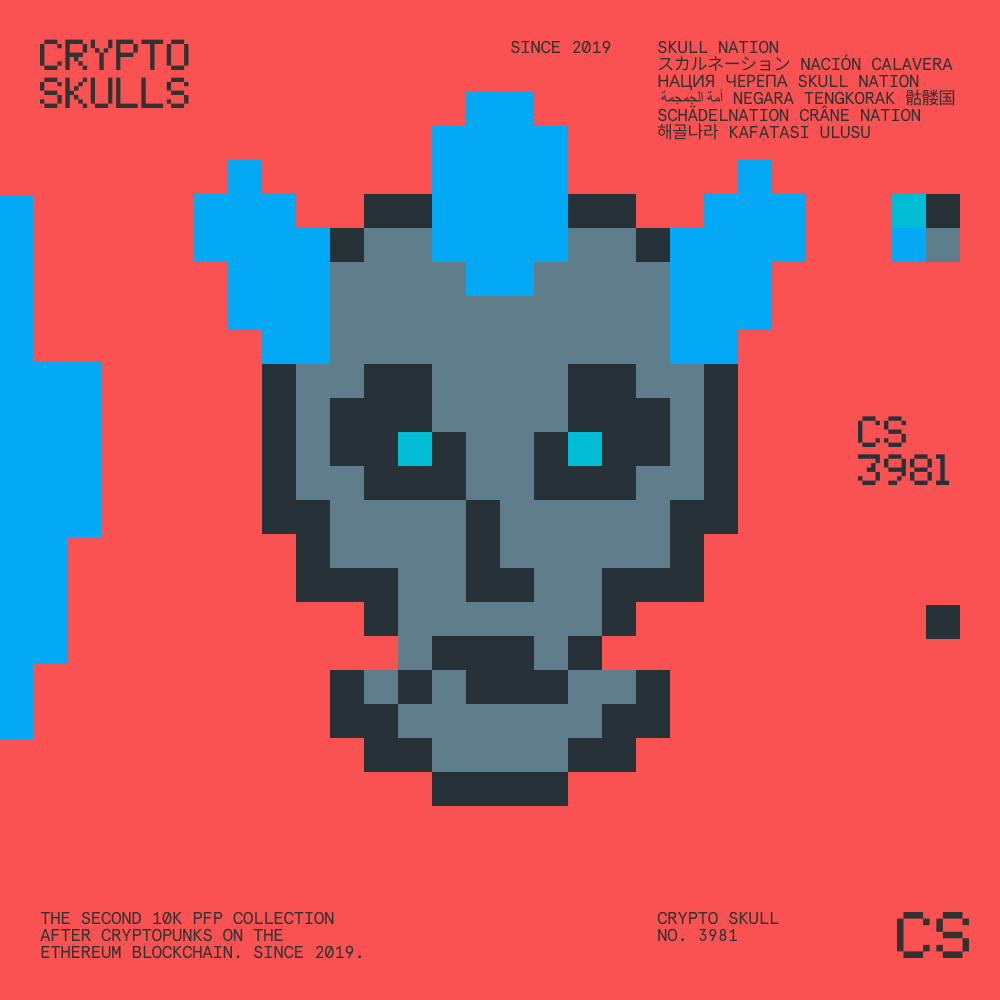 CRYPTO
SKULLS
SINCE 2019
SKULL NATION
スカルネーション NACIÓN CALAVERA
НАЦИЯ ЧЕРЕПА SKULL NATION
أمة الجمجمة NEGARA TENGKORAK 骷髅国
SCHÄDELNATION CRÂNE NATION
해골나라 KAFATASI ULUSU
CS
3981
THE SECOND 10K PFP COLLECTION
AFTER CRYPTOPUNKS ON THE
ETHEREUM BLOCKCHAIN. SINCE 2019.
CRYPTO SKULL
NO. 3981
CS